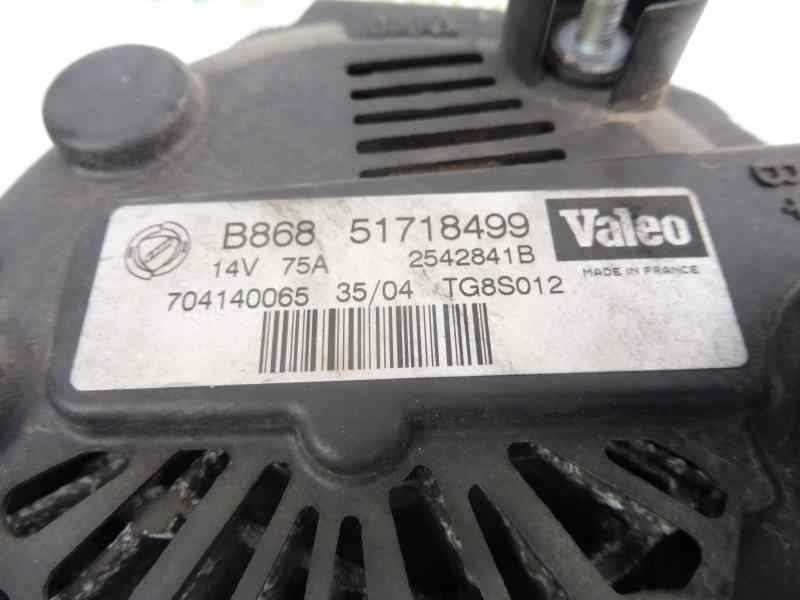 B868 51718499 Valeo
14V 75A 2542841B MADE IN FRANCE
704140065 35/04 TG8S012
B+